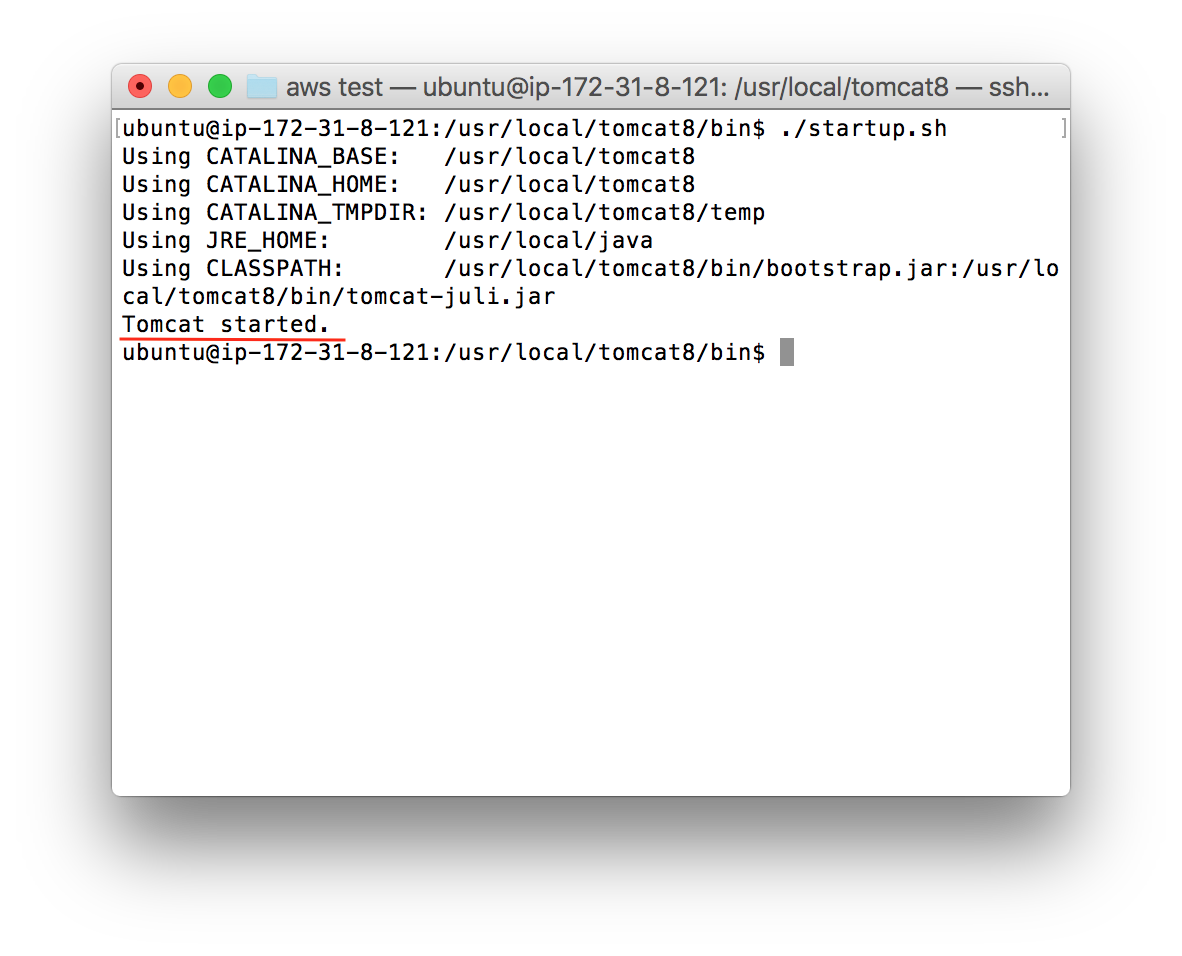 aws test — ubuntu@ip-172-31-8-121: /usr/local/tomcat8 — ssh...
[ubuntu@ip-172-31-8-121:/usr/local/tomcat8/bin$ ./startup.sh ]
Using CATALINA_BASE:   /usr/local/tomcat8
Using CATALINA_HOME:   /usr/local/tomcat8
Using CATALINA_TMPDIR: /usr/local/tomcat8/temp
Using JRE_HOME:        /usr/local/java
Using CLASSPATH:       /usr/local/tomcat8/bin/bootstrap.jar:/usr/lo
cal/tomcat8/bin/tomcat-juli.jar
Tomcat started.
ubuntu@ip-172-31-8-121:/usr/local/tomcat8/bin$